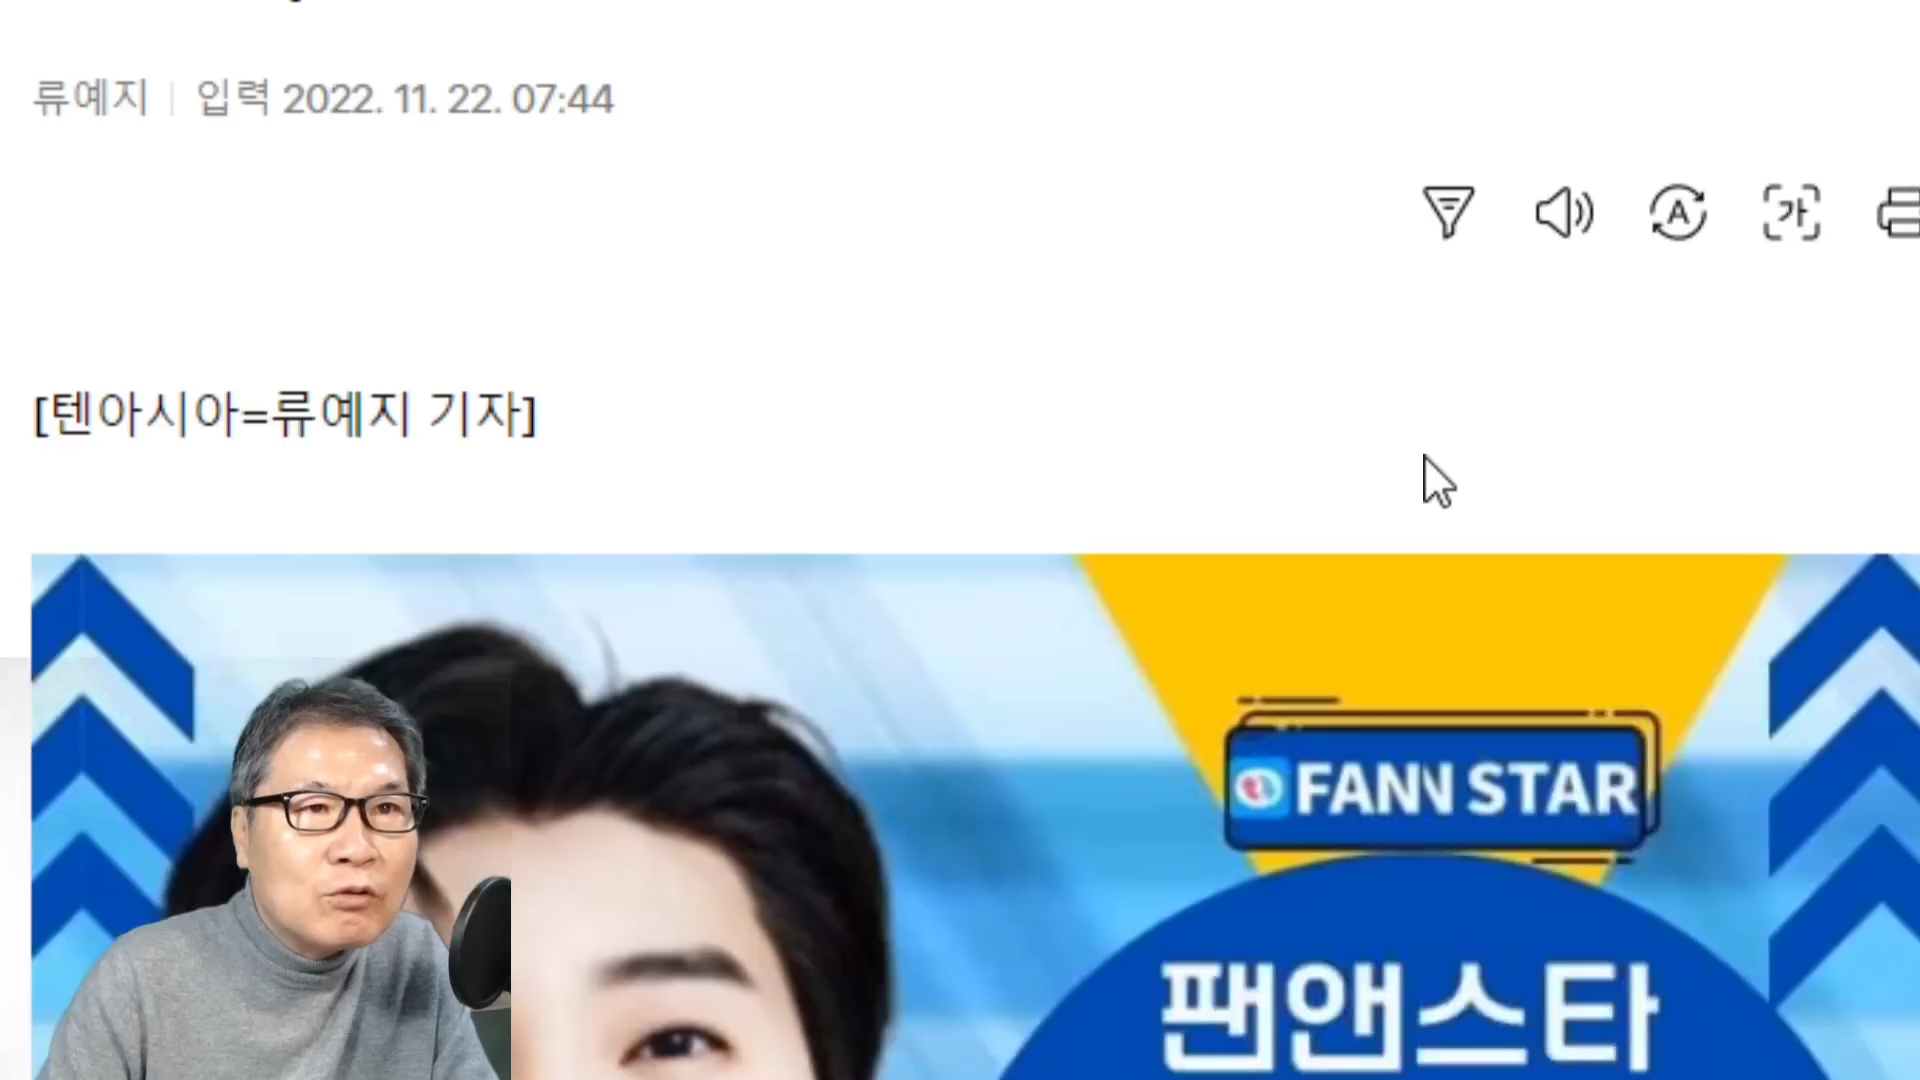 류예지 | 입력 2022. 11. 22. 07:44
A
가
[텐아시아=류예지 기자]
FANN STAR
팬앤스타